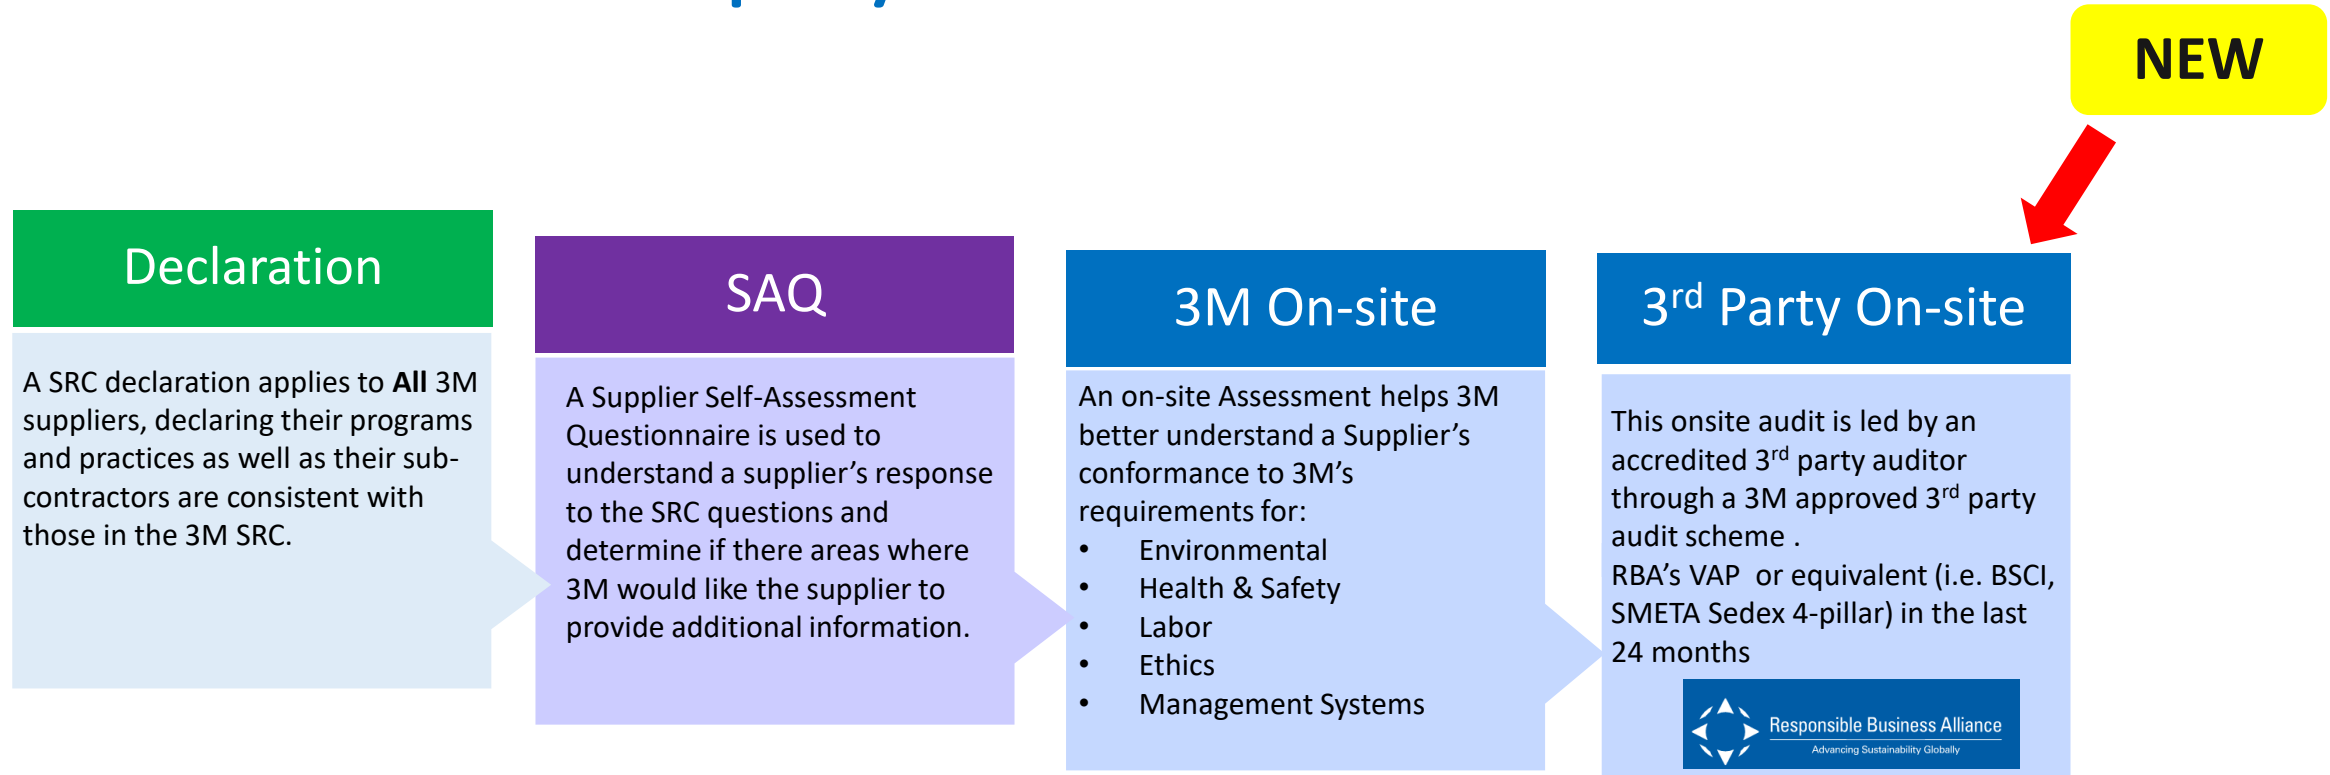 NEW
Declaration
A SRC declaration applies to All 3M
suppliers, declaring their programs
and practices as well as their sub-
contractors are consistent with
those in the 3M SRC.
SAQ
A Supplier Self-Assessment
Questionnaire is used to
understand a supplier’s response
to the SRC questions and
determine if there areas where
3M would like the supplier to
provide additional information.
3M On-site
An on-site Assessment helps 3M
better understand a Supplier’s
conformance to 3M’s
requirements for:
• Environmental
• Health & Safety
• Labor
• Ethics
• Management Systems
3rd Party On-site
This onsite audit is led by an
accredited 3rd party auditor
through a 3M approved 3rd party
audit scheme .
RBA’s VAP or equivalent (i.e. BSCI,
SMETA Sedex 4-pillar) in the last
24 months
Responsible Business Alliance
Advancing Sustainability Globally